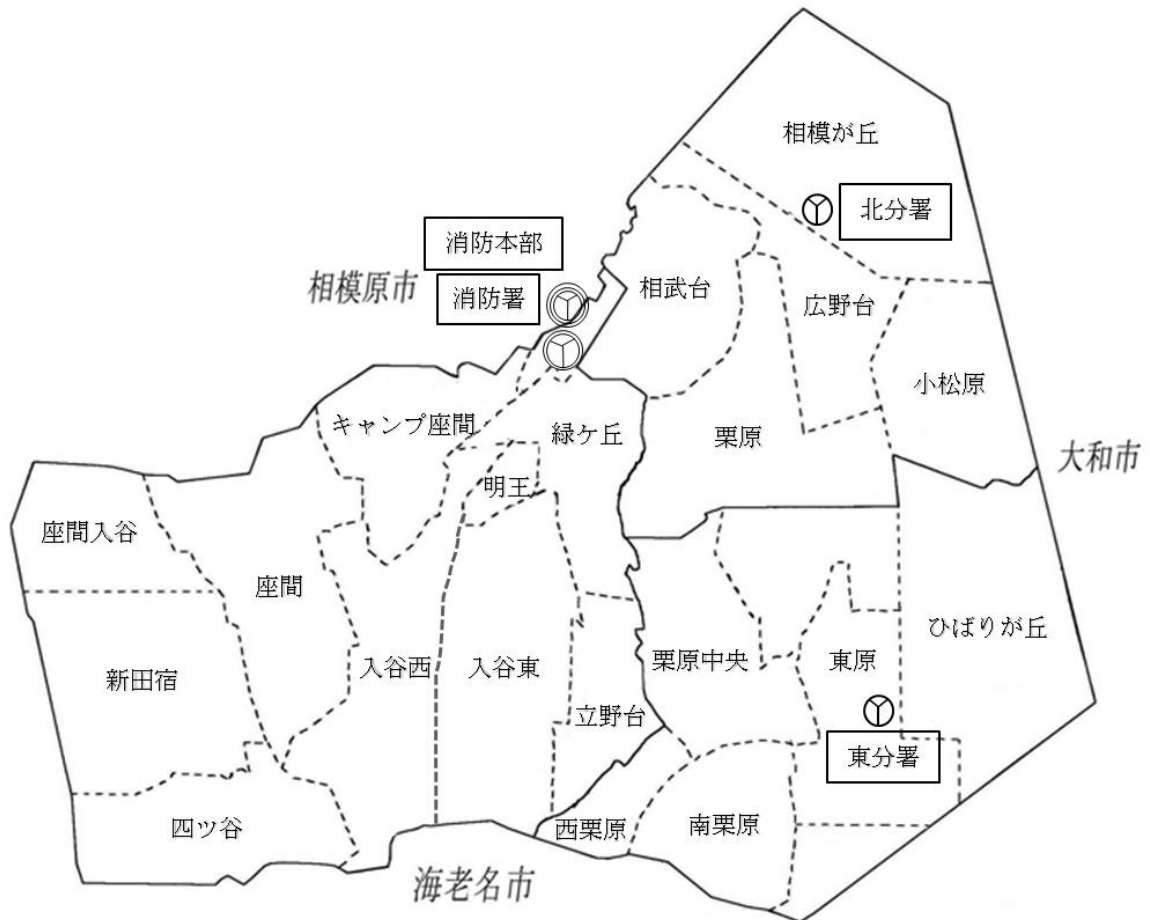 相模が丘
北分署
消防本部
相模原市
消防署
相武台
広野台
小松原
キャンプ座間
緑ケ丘
栗原
大和市
明王
座間入谷
座間
ひばりが丘
新田宿
入谷西
入谷東
栗原中央
東原
立野台
東分署
四ツ谷
西栗原
南栗原
海老名市